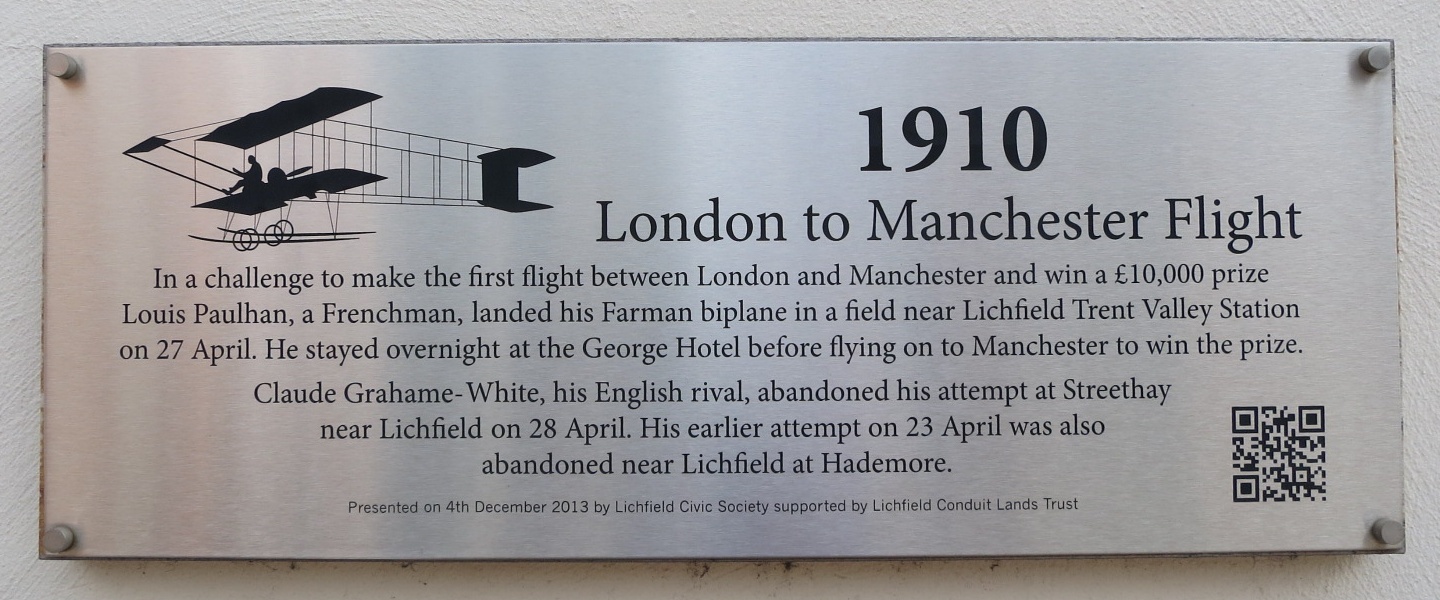 1910
London to Manchester Flight
In a challenge to make the first flight between London and Manchester and win a £10,000 prize
Louis Paulhan, a Frenchman, landed his Farman biplane in a field near Lichfield Trent Valley Station
on 27 April. He stayed overnight at the George Hotel before flying on to Manchester to win the prize.
Claude Grahame-White, his English rival, abandoned his attempt at Streethay
near Lichfield on 28 April. His earlier attempt on 23 April was also
abandoned near Lichfield at Hademore.
Presented on 4th December 2013 by Lichfield Civic Society supported by Lichfield Conduit Lands Trust